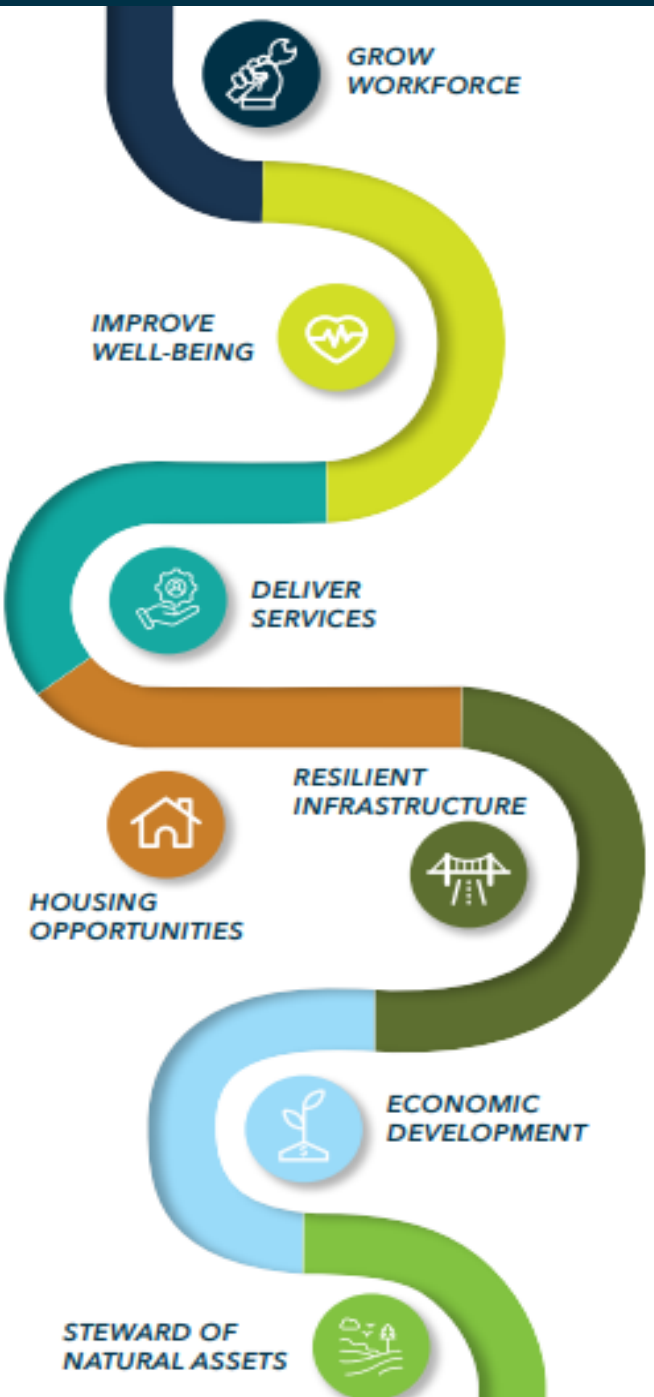 GROW
WORKFORCE
IMPROVE
WELL-BEING
DELIVER
SERVICES
RESILIENT
INFRASTRUCTURE
HOUSING
OPPORTUNITIES
ECONOMIC
DEVELOPMENT
STEWARD OF
NATURAL ASSETS